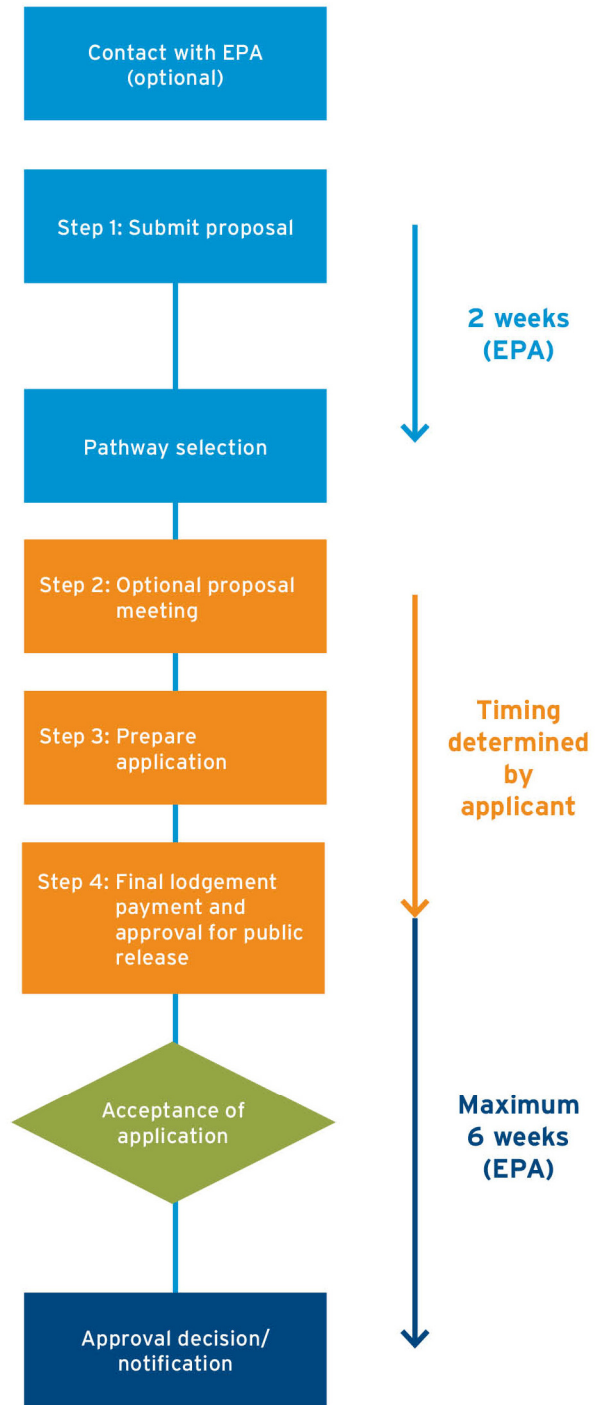 Contact with EPA
(optional)
Step 1: Submit proposal
2 weeks
(EPA)
Pathway selection
Step 2: Optional proposal
meeting
Step 3: Prepare
application
Timing
determined
by
applicant
Step 4: Final lodgement
payment and
approval for public
release
Acceptance of
application
Maximum
6 weeks
(EPA)
Approval decision/
notification